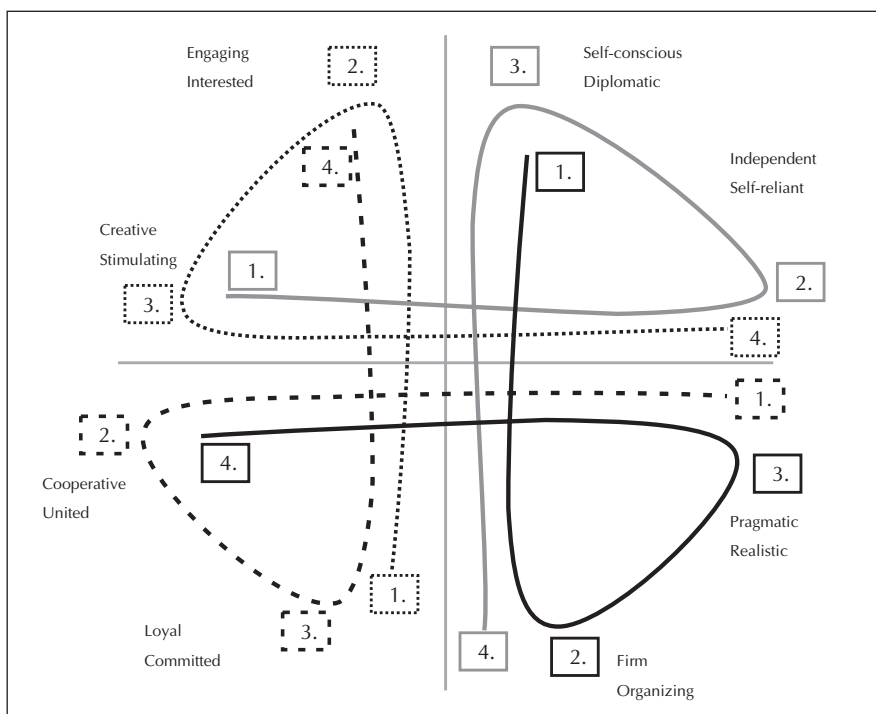 Engaging
Interested
2.
3.
Self-conscious
Diplomatic
4.
1.
Independent
Self-reliant
Creative
Stimulating
1.
2.
3.
4.
1.
2.
4.
3.
Cooperative
United
Pragmatic
Realistic
1.
3.
Loyal
Committed
4.
2.
Firm
Organizing